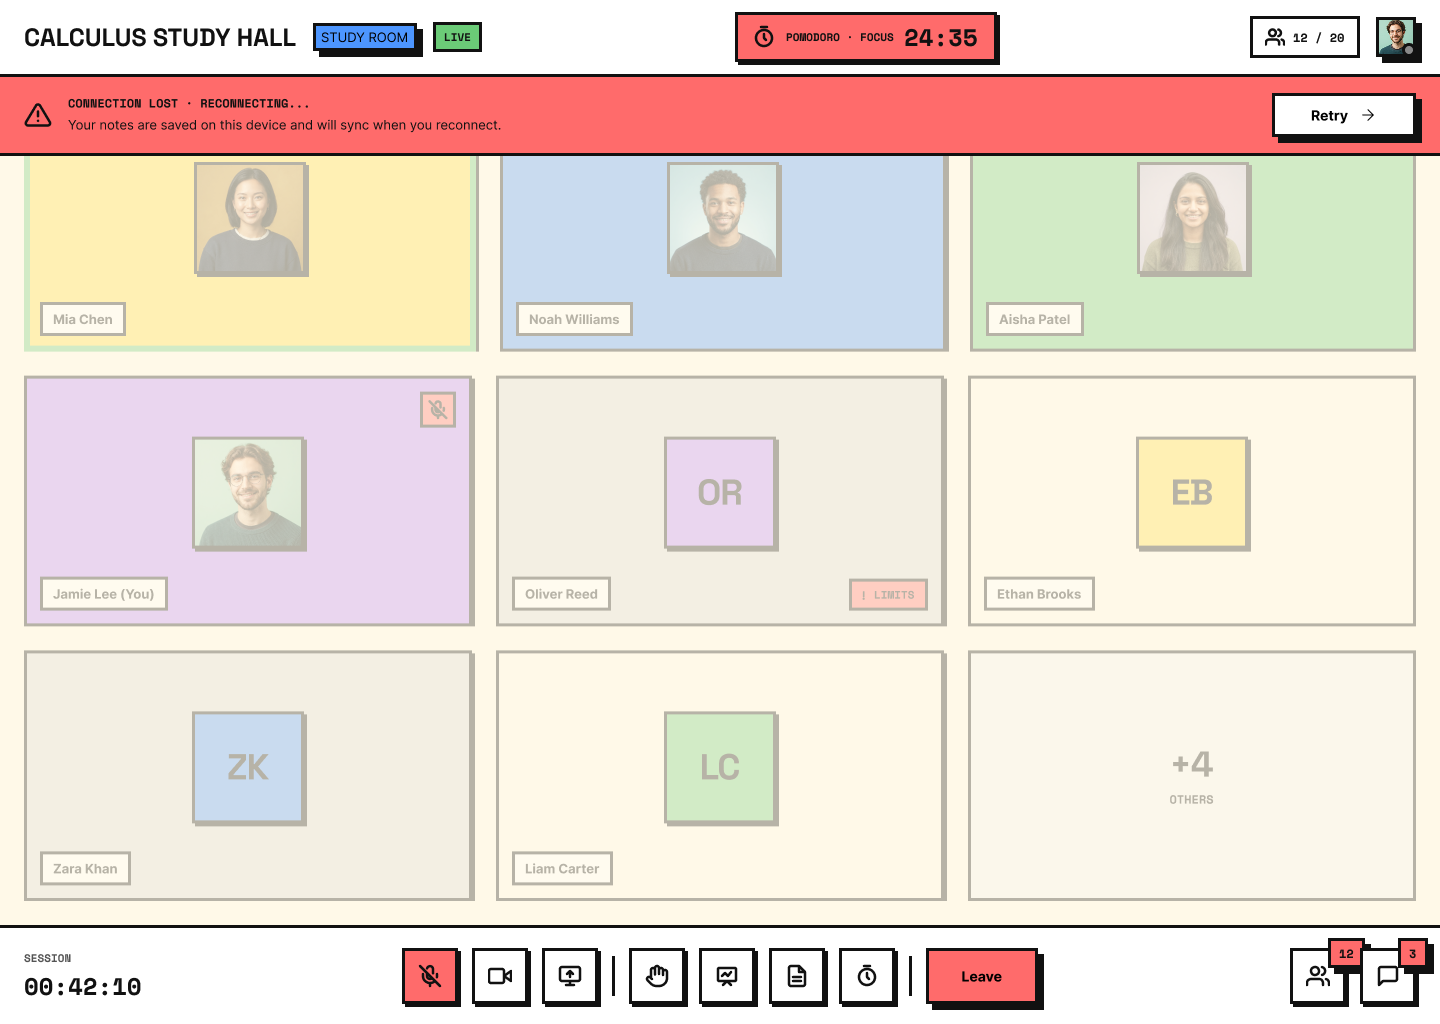 CALCULUS STUDY HALL
STUDY ROOM
LIVE
POMODORO · FOCUS 24:35
12 / 20
CONNECTION LOST · RECONNECTING...
Your notes are saved on this device and will sync when you reconnect.
Retry
Mia Chen
Noah Williams
Aisha Patel
OR
EB
Jamie Lee (You)
Oliver Reed
| LIMITS
Ethan Brooks
ZK
LC
+4
OTHERS
Zara Khan
Liam Carter
SESSION
00:42:10
Leave
12
3